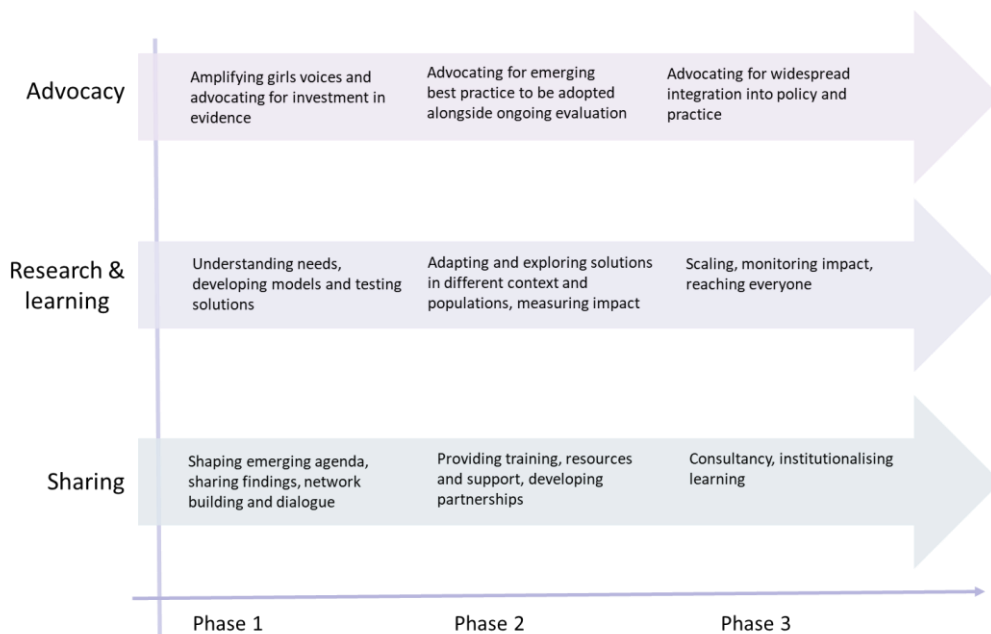 Advocacy
Amplifying girls voices and
advocating for investment in
evidence
Advocating for emerging
best practice to be adopted
alongside ongoing evaluation
Advocating for widespread
integration into policy and
practice
Research &
learning
Understanding needs,
developing models and testing
solutions
Adapting and exploring solutions
in different context and
populations, measuring impact
Scaling, monitoring impact,
reaching everyone
Sharing
Shaping emerging agenda,
sharing findings, network
building and dialogue
Providing training, resources
and support, developing
partnerships
Consultancy, institutionalising
learning
Phase 1
Phase 2
Phase 3